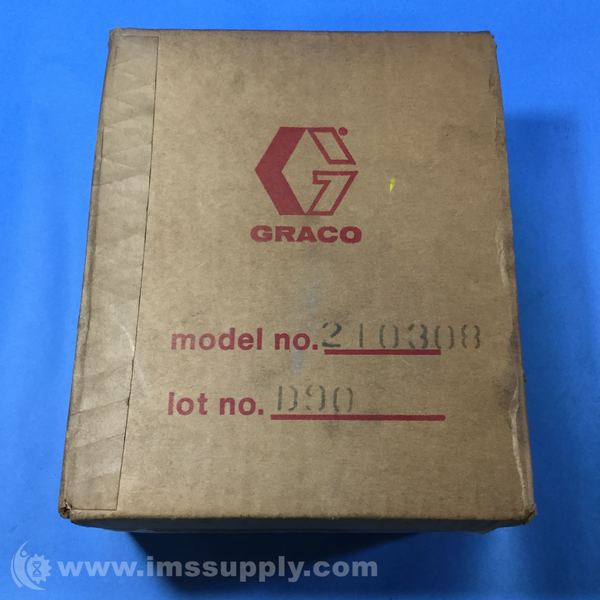 GRACO
model no. 210308
lot no. D90
www.imssupply.com